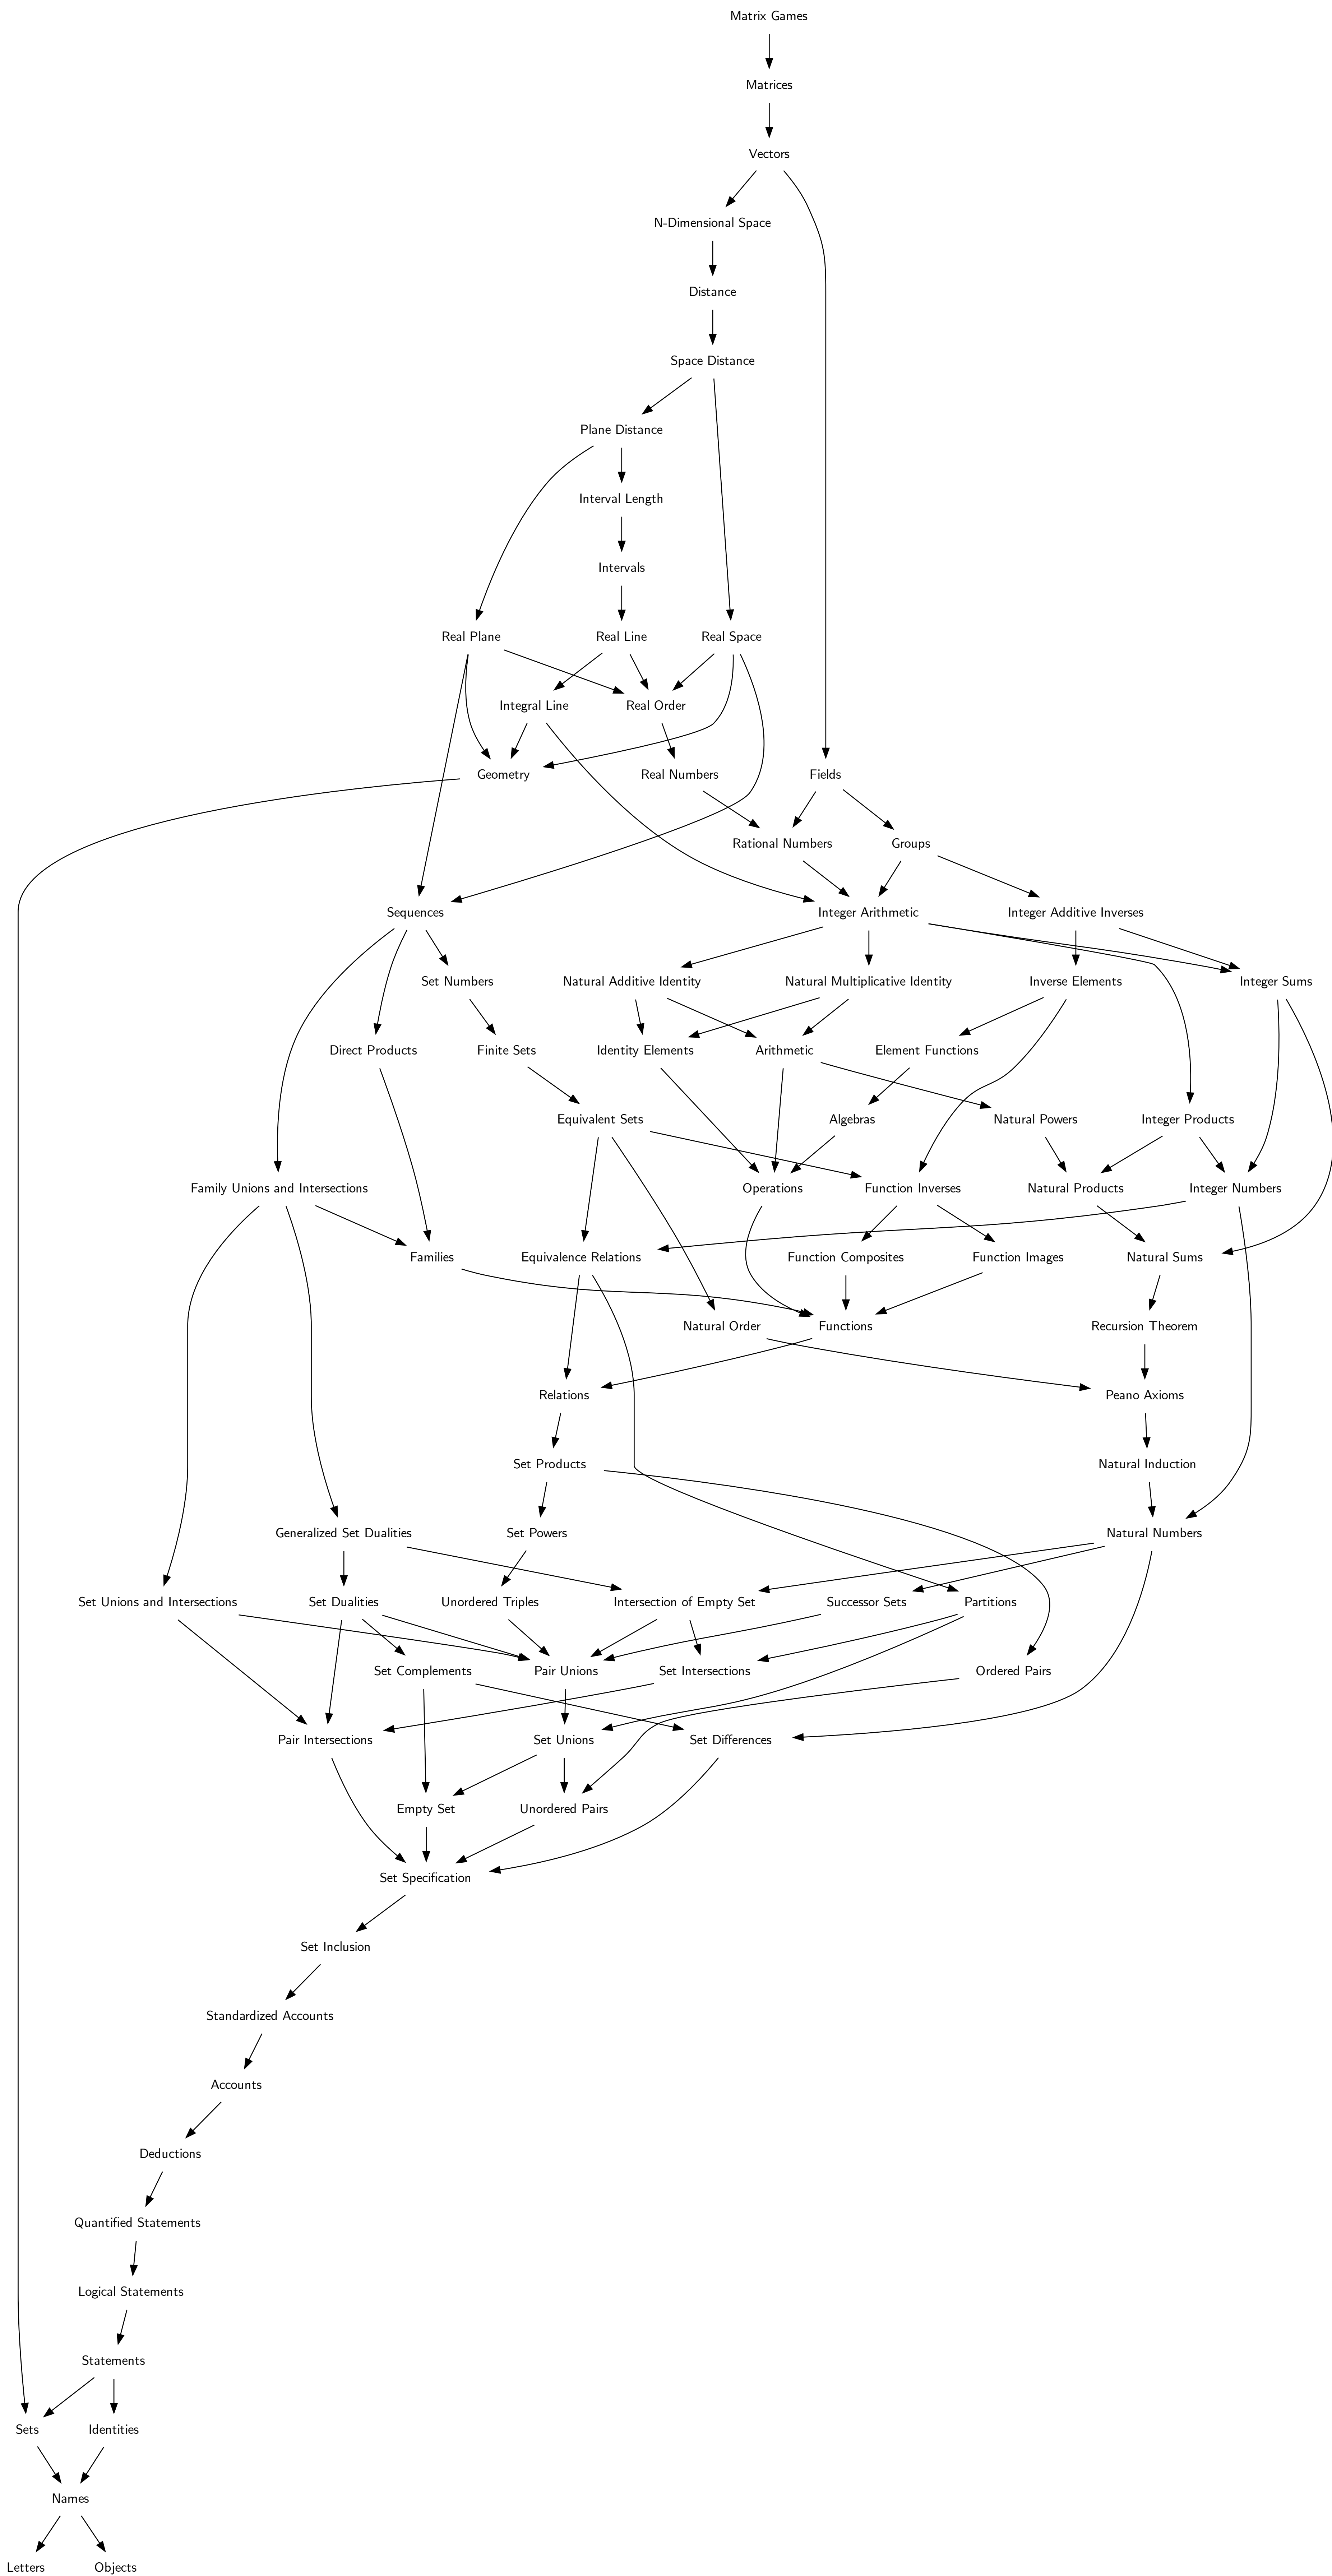 Matrix Games
Matrices
Vectors
N-Dimensional Space
Distance
Space Distance
Plane Distance
Interval Length
Intervals
Real Plane
Real Line
Real Space
Integral Line
Real Order
Geometry
Real Numbers
Fields
Rational Numbers
Groups
Sequences
Integer Arithmetic
Integer Additive Inverses
Set Numbers
Natural Additive Identity
Natural Multiplicative Identity
Inverse Elements
Integer Sums
Direct Products
Finite Sets
Identity Elements
Arithmetic
Element Functions
Equivalent Sets
Algebras
Natural Powers
Integer Products
Family Unions and Intersections
Operations
Function Inverses
Natural Products
Integer Numbers
Families
Equivalence Relations
Function Composites
Function Images
Natural Sums
Natural Order
Functions
Recursion Theorem
Relations
Peano Axioms
Set Products
Natural Induction
Generalized Set Dualities
Set Powers
Natural Numbers
Set Unions and Intersections
Set Dualities
Unordered Triples
Intersection of Empty Set
Successor Sets
Partitions
Set Complements
Pair Unions
Set Intersections
Ordered Pairs
Pair Intersections
Set Unions
Set Differences
Empty Set
Unordered Pairs
Set Specification
Set Inclusion
Standardized Accounts
Accounts
Deductions
Quantified Statements
Logical Statements
Statements
Sets
Identities
Names
Letters
Objects